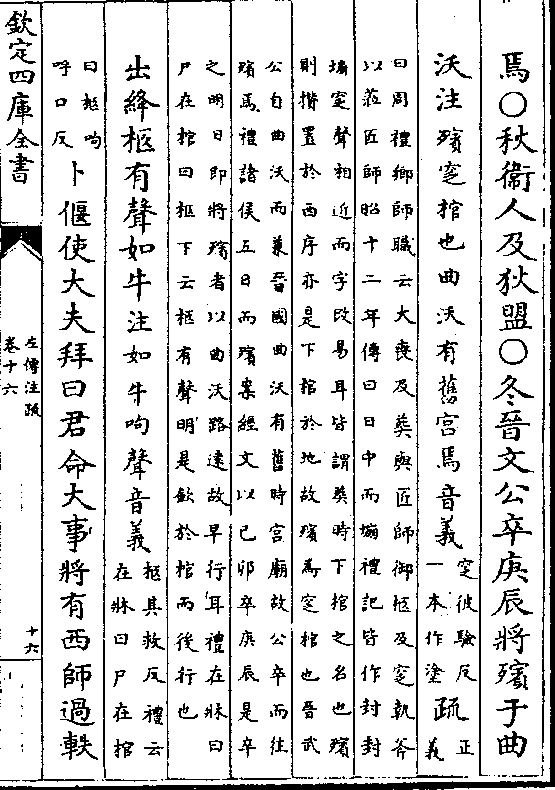 焉○秋衞人及狄盟○冬晉文公卒庚辰將殯于曲
沃注殯窆棺也曲沃有舊宮焉音義窆彼驗反一本作塗疏正義
曰周禮鄉師職云大喪及葬與匠師御柩及窆執斧
以蒞匠師昭十二年傳曰日中而塴禮記皆作封封
塴窆聲相近而字改易耳皆謂葬時下棺之名也殯
則攢置於西序亦是下棺於地故殯為窆棺也晉武
公自曲沃而兼晉國曲沃有舊時宮廟故公卒而往
殯焉禮諸侯五日而殯案經文以己卯卒庚辰是卒
之明日即將殯者以曲沃路遠故早行耳禮在牀曰
尸在棺曰柩下云柩有聲明是斂於棺而後行也
出絳柩有聲如牛注如牛呴聲音義柩其救反禮云在牀曰尸在棺
曰柩呴呼口反卜偃使大夫拜曰君命大事將有西師過軼
欽定四庫全書
左傳注疏
卷十六
十六